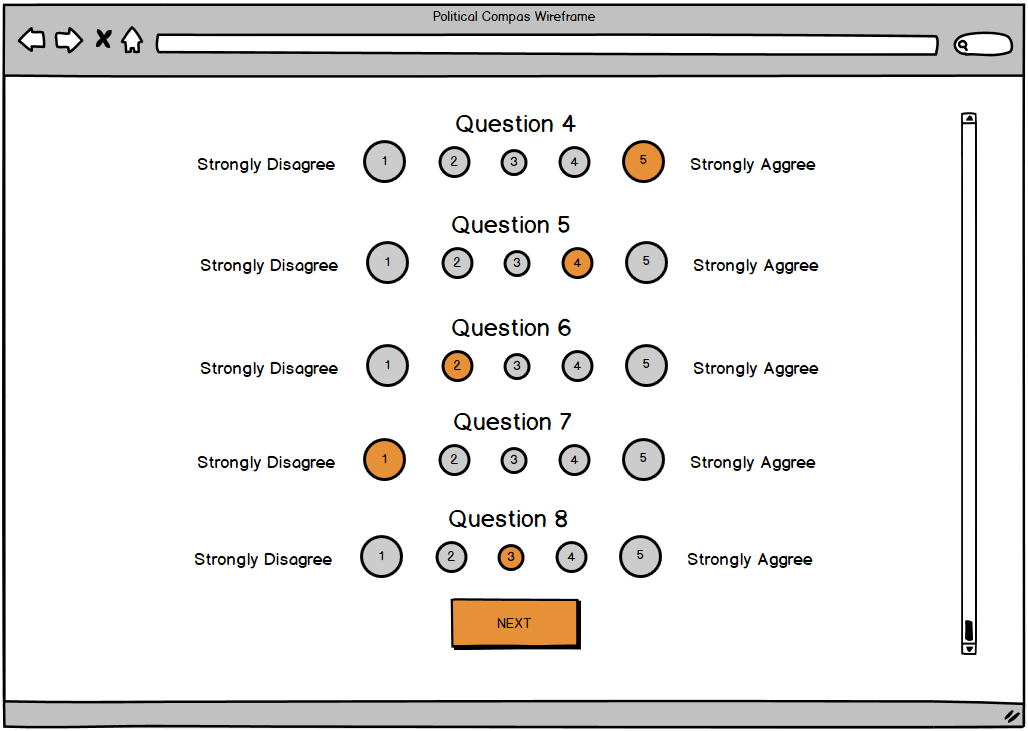 Political Compas Wireframe
Question 4
Strongly Disagree 1 2 3 4 5 Strongly Aggree
Question 5
Strongly Disagree 1 2 3 4 5 Strongly Aggree
Question 6
Strongly Disagree 1 2 3 4 5 Strongly Aggree
Question 7
Strongly Disagree 1 2 3 4 5 Strongly Aggree
Question 8
Strongly Disagree 1 2 3 4 5 Strongly Aggree
NEXT